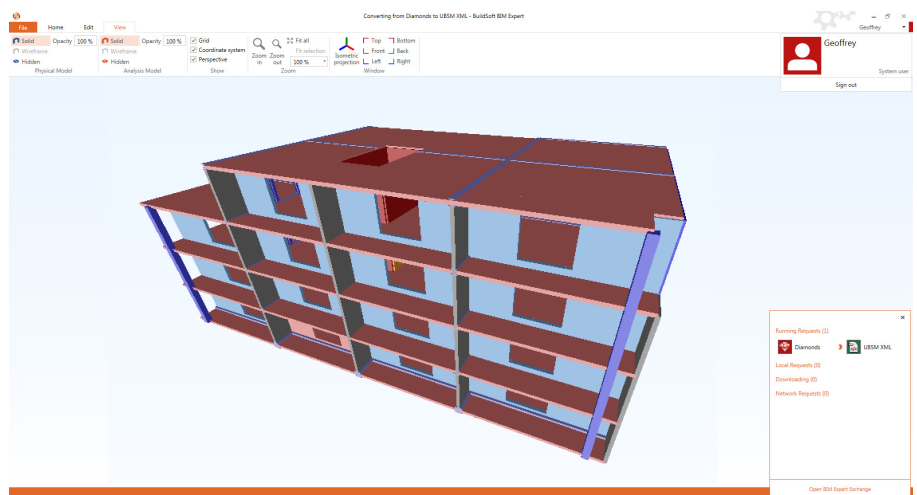 Converting from Diamonds to UBSM XML - BuildSoft BIM Expert
File Home Edit View
Geoffrey
Solid Opacity 100 % Solid Opacity 100 % Grid Fit all Top Bottom
Wireframe Wireframe Coordinate system Zoom in Zoom out Fit selection Isometric projection Front Back
Hidden Hidden Perspective 100 % Left Right
Physical Model Analysis Model Show Zoom Window
Geoffrey
System user
Sign out
Running Requests (1)
Diamonds UBSM XML
Local Requests (0)
Downloading (0)
Network Requests (0)
Open BIM Expert Exchange